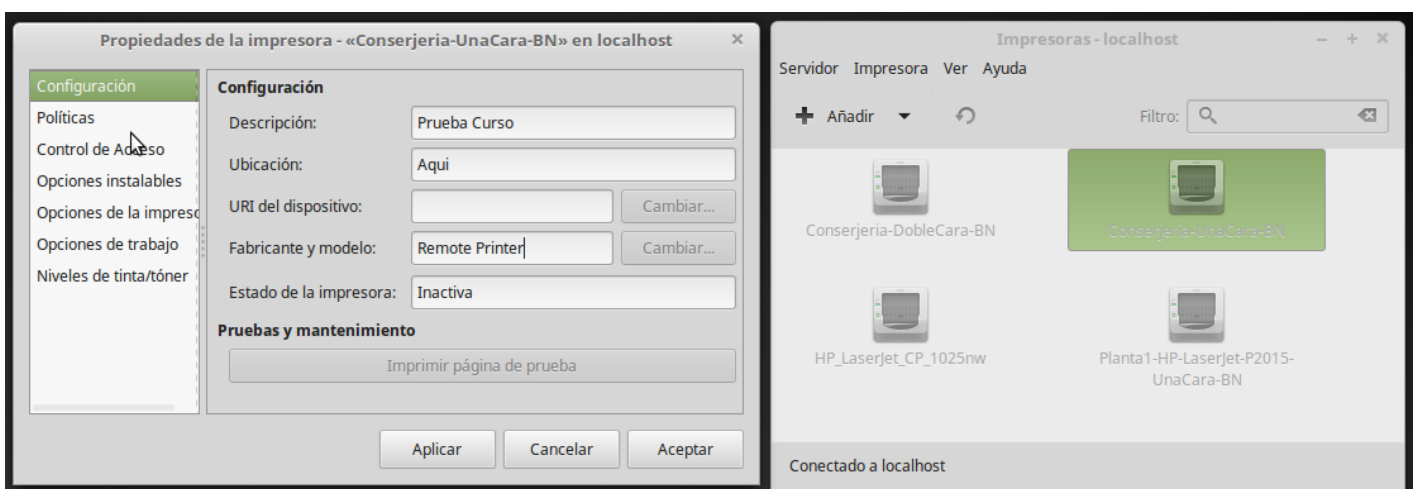 Propiedades de la impresora - «Conserjeria-UnaCara-BN» en localhost
Configuración
Políticas
Control de Acceso
Opciones instalables
Opciones de la impreso
Opciones de trabajo
Niveles de tinta/tóner
Configuración
Descripción: Prueba Curso
Ubicación: Aqui
URI del dispositivo: Cambiar...
Fabricante y modelo: Remote Printer Cambiar...
Estado de la impresora: Inactiva
Pruebas y mantenimiento
Imprimir página de prueba
Aplicar Cancelar Aceptar
Impresoras - localhost
Servidor Impresora Ver Ayuda
Añadir Filtro:
Conserjeria-DobleCara-BN Conserjeria-UnaCara-BN
HP_LaserJet_CP_1025nw Planta1-HP-LaserJet-P2015-
UnaCara-BN
Conectado a localhost